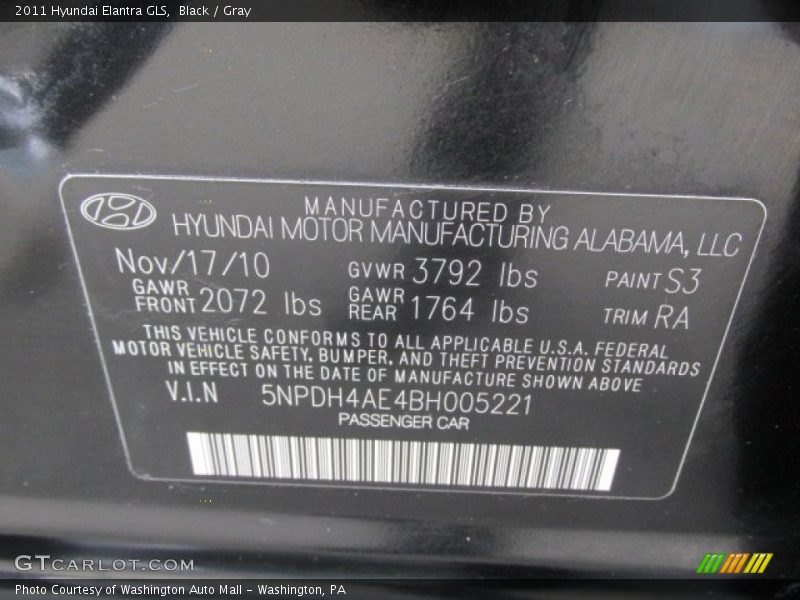 2011 Hyundai Elantra GLS, Black / Gray
MANUFACTURED BY
HYUNDAI MOTOR MANUFACTURING ALABAMA, LLC
Nov/17/10 GVWR 3792 lbs PAINT S3
GAWR FRONT 2072 lbs GAWR REAR 1764 lbs TRIM RA
THIS VEHICLE CONFORMS TO ALL APPLICABLE U.S.A. FEDERAL
MOTOR VEHICLE SAFETY, BUMPER, AND THEFT PREVENTION STANDARDS
IN EFFECT ON THE DATE OF MANUFACTURE SHOWN ABOVE
V.I.N 5NPDH4AE4BH005221
PASSENGER CAR
GTCARLOT.COM
Photo Courtesy of Washington Auto Mall – Washington, PA